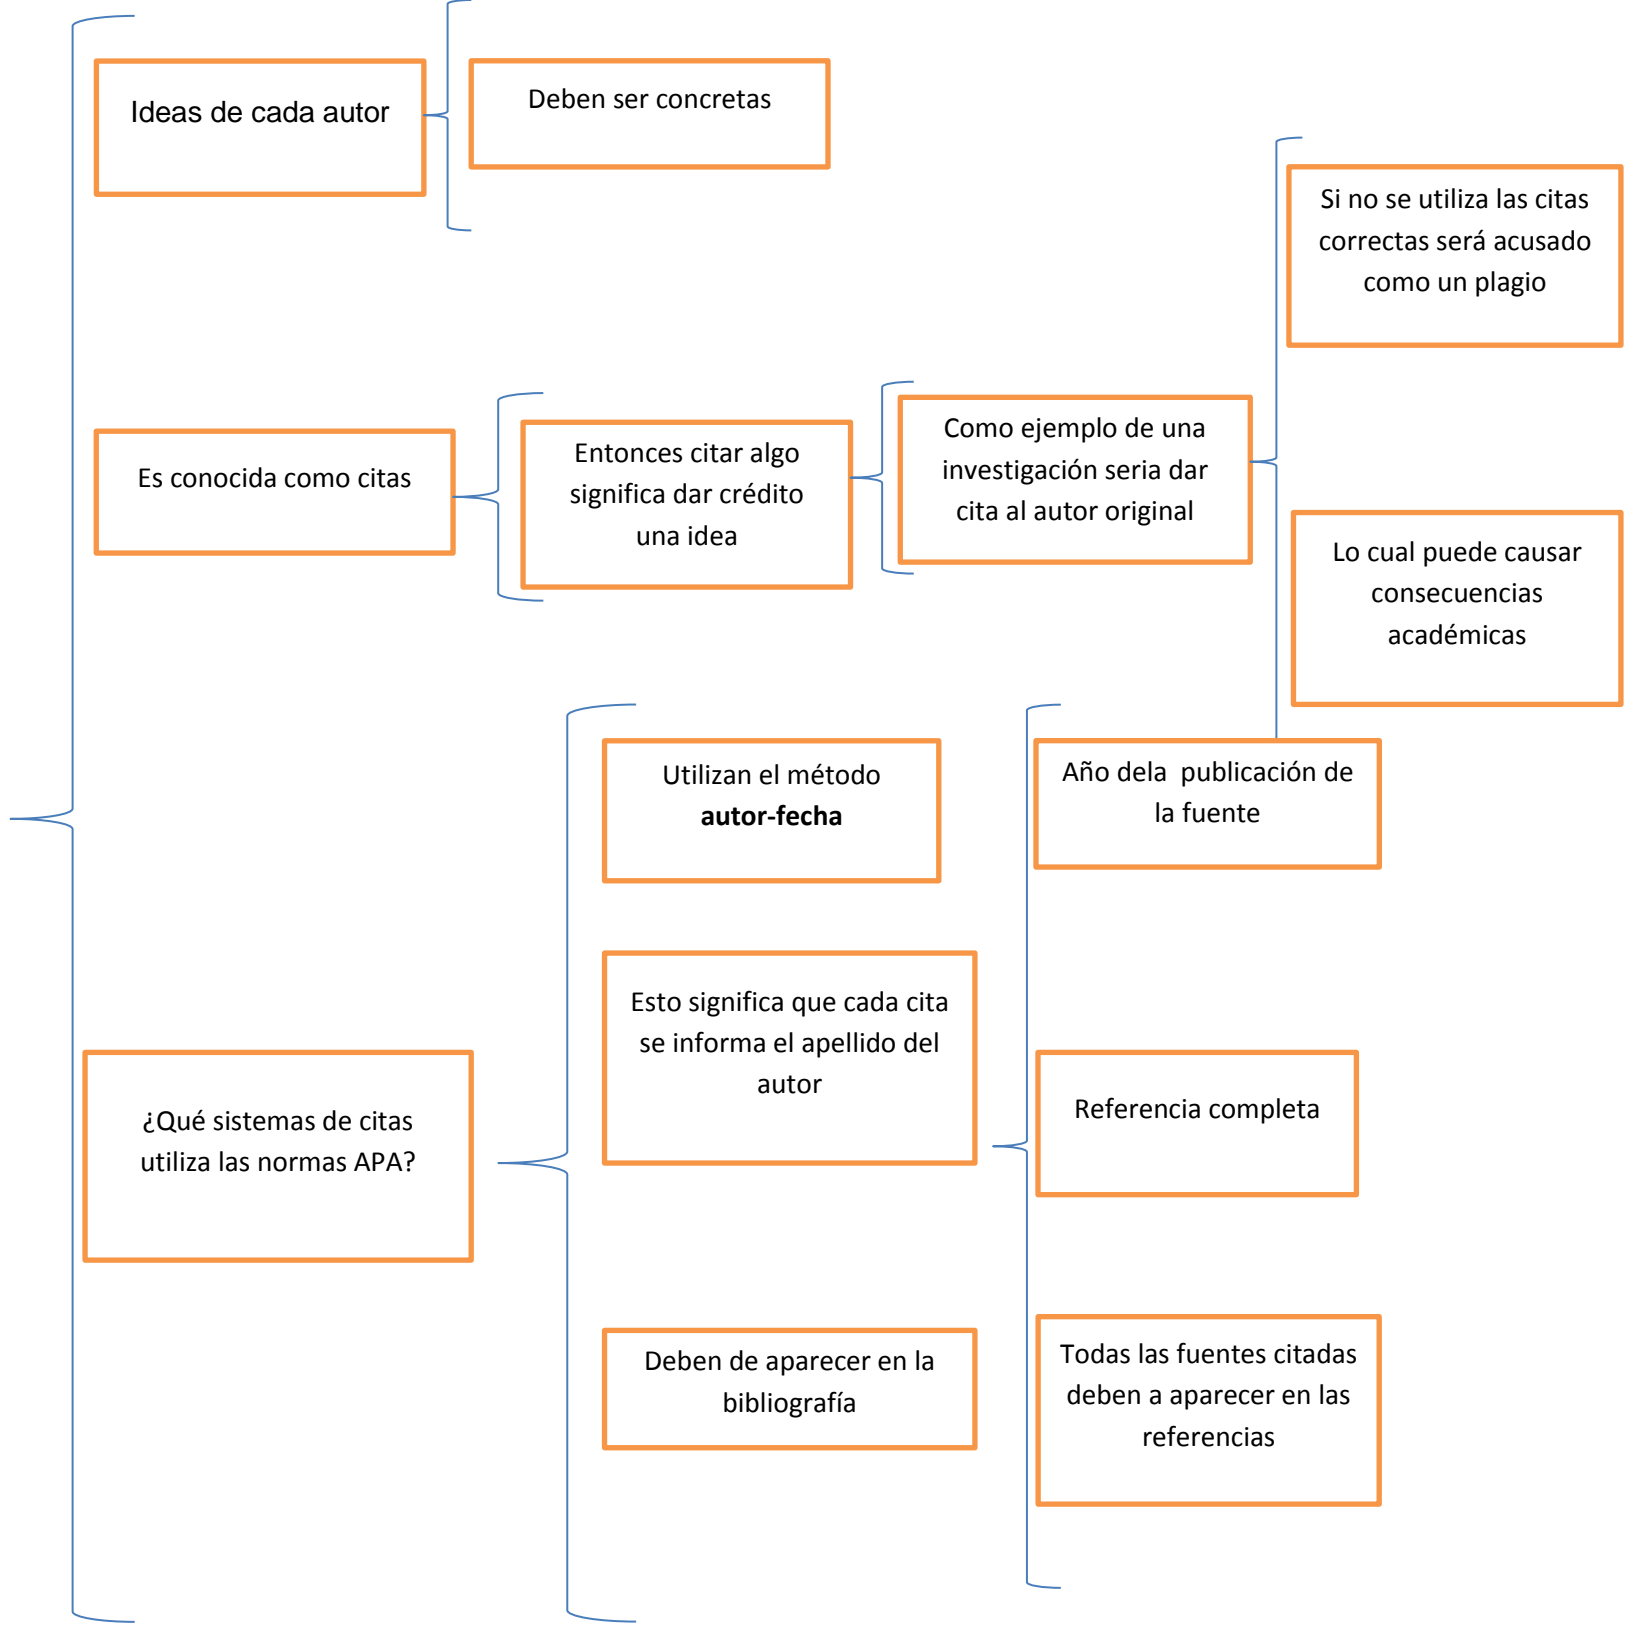 Ideas de cada autor
Deben ser concretas
Si no se utiliza las citas
correctas será acusado
como un plagio
Es conocida como citas
Entonces citar algo
significa dar crédito
una idea
Como ejemplo de una
investigación seria dar
cita al autor original
Lo cual puede causar
consecuencias
académicas
¿Qué sistemas de citas
utiliza las normas APA?
Utilizan el método
autor-fecha
Esto significa que cada cita
se informa el apellido del
autor
Deben de aparecer en la
bibliografía
Año dela  publicación de
la fuente
Referencia completa
Todas las fuentes citadas
deben a aparecer en las
referencias